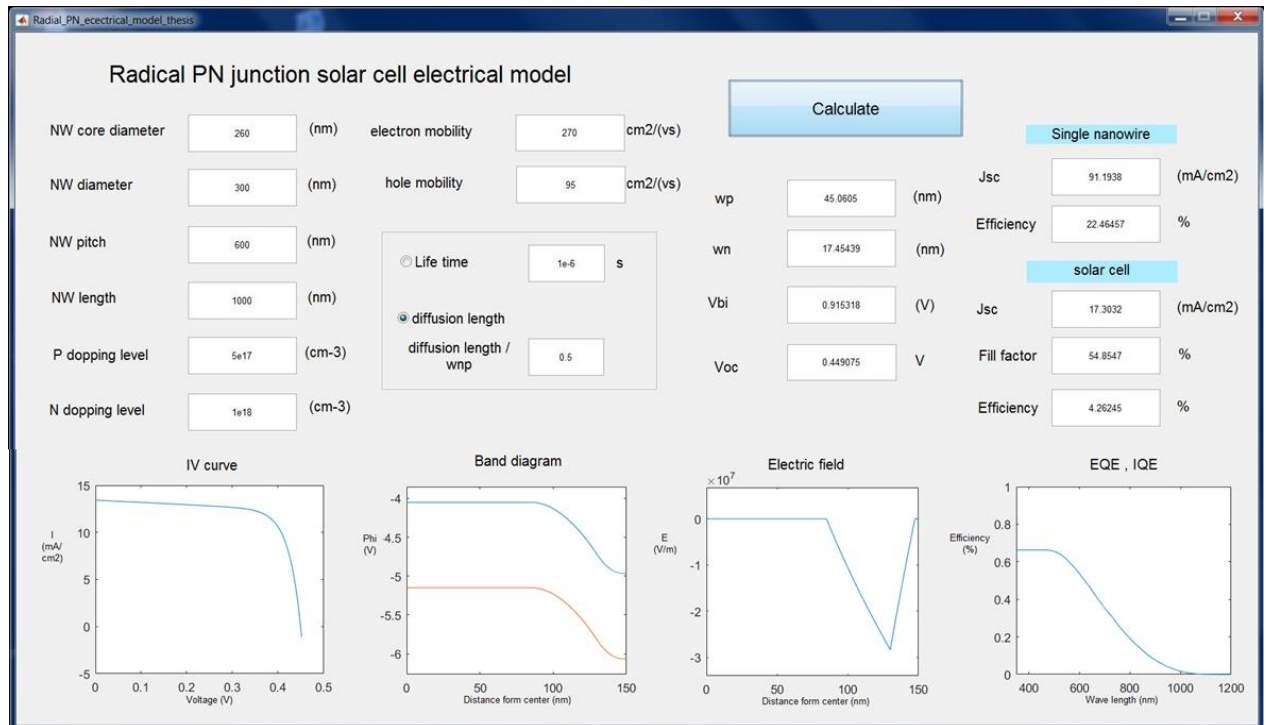 Radial_PN_ecectrical_model_thesis
Radical PN junction solar cell electrical model
NW core diameter 260 (nm)
NW diameter 300 (nm)
NW pitch 600 (nm)
NW length 1000 (nm)
P dopping level 5e17 (cm-3)
N dopping level 1e18 (cm-3)
electron mobility 270 cm2/(vs)
hole mobility 95 cm2/(vs)
Life time 1e-6 s
diffusion length
diffusion length /
wnp 0.5
Calculate
wp 45.0605 (nm)
wn 17.45439 (nm)
Vbi 0.915318 (V)
Voc 0.449075 V
Single nanowire
Jsc 91.1938 (mA/cm2)
Efficiency 22.46457 %
solar cell
Jsc 17.3032 (mA/cm2)
Fill factor 54.8547 %
Efficiency 4.26245 %
IV curve
15
10
5
0
-5
I
(mA/
cm2)
0 0.1 0.2 0.3 0.4 0.5
Voltage (V)
Band diagram
-4
-4.5
-5
-5.5
-6
Phi
(V)
0 50 100 150
Distance form center (nm)
Electric field
×10^7
0
-1
-2
-3
E
(V/m)
0 50 100 150
Distance form center (nm)
EQE , IQE
1
0.8
0.6
0.4
0.2
0
Efficiency
(%)
400 600 800 1000 1200
Wave length (nm)